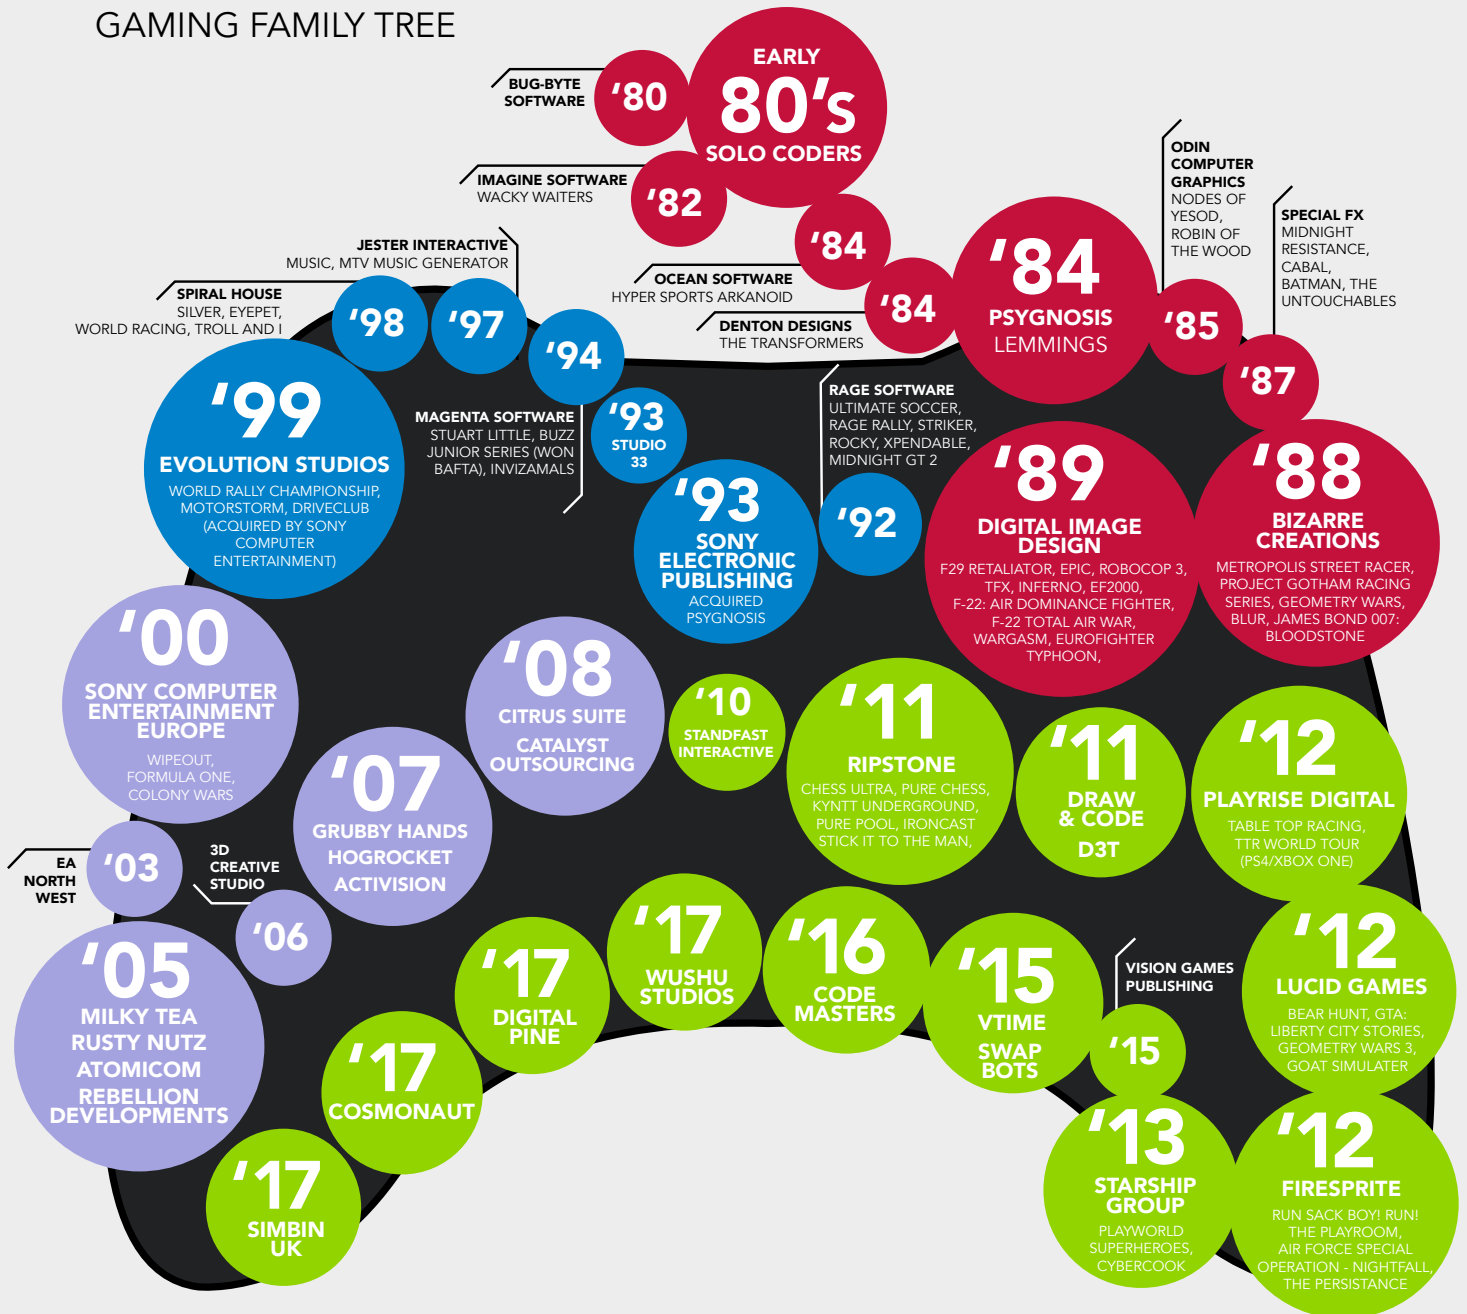 GAMING FAMILY TREE
EARLY
80's
SOLO CODERS
BUG-BYTE
SOFTWARE
'80
IMAGINE SOFTWARE
WACKY WAITERS
'82
'84
OCEAN SOFTWARE
HYPER SPORTS ARKANOID
'84
DENTON DESIGNS
THE TRANSFORMERS
'84
PSYGNOSIS
LEMMINGS
ODIN
COMPUTER
GRAPHICS
NODES OF
YESOD,
ROBIN OF
THE WOOD
'85
SPECIAL FX
MIDNIGHT
RESISTANCE,
CABAL,
BATMAN, THE
UNTOUCHABLES
'87
'88
BIZARRE
CREATIONS
METROPOLIS STREET RACER,
PROJECT GOTHAM RACING
SERIES, GEOMETRY WARS,
BLUR, JAMES BOND 007:
BLOODSTONE
'89
DIGITAL IMAGE
DESIGN
F29 RETALIATOR, EPIC, ROBOCOP 3,
TFX, INFERNO, EF2000,
F-22: AIR DOMINANCE FIGHTER,
F-22 TOTAL AIR WAR,
WARGASM, EUROFIGHTER
TYPHOON,
RAGE SOFTWARE
ULTIMATE SOCCER,
RAGE RALLY, STRIKER,
ROCKY, XPENDABLE,
MIDNIGHT GT 2
'92
'93
SONY
ELECTRONIC
PUBLISHING
ACQUIRED
PSYGNOSIS
'93
STUDIO
33
'94
MAGENTA SOFTWARE
STUART LITTLE, BUZZ
JUNIOR SERIES (WON
BAFTA), INVIZAMALS
JESTER INTERACTIVE
MUSIC, MTV MUSIC GENERATOR
'97
SPIRAL HOUSE
SILVER, EYEPET,
WORLD RACING, TROLL AND I
'98
'99
EVOLUTION STUDIOS
WORLD RALLY CHAMPIONSHIP,
MOTORSTORM, DRIVECLUB
(ACQUIRED BY SONY
COMPUTER
ENTERTAINMENT)
'00
SONY COMPUTER
ENTERTAINMENT
EUROPE
WIPEOUT,
FORMULA ONE,
COLONY WARS
EA
NORTH
WEST
'03
'05
MILKY TEA
RUSTY NUTZ
ATOMICOM
REBELLION
DEVELOPMENTS
3D
CREATIVE
STUDIO
'06
'07
GRUBBY HANDS
HOGROCKET
ACTIVISION
'08
CITRUS SUITE
CATALYST
OUTSOURCING
'10
STANDFAST
INTERACTIVE
'11
RIPSTONE
CHESS ULTRA, PURE CHESS,
KYNTT UNDERGROUND,
PURE POOL, IRONCAST
STICK IT TO THE MAN,
'11
DRAW
& CODE
D3T
'12
PLAYRISE DIGITAL
TABLE TOP RACING,
TTR WORLD TOUR
(PS4/XBOX ONE)
'12
LUCID GAMES
BEAR HUNT, GTA:
LIBERTY CITY STORIES,
GEOMETRY WARS 3,
GOAT SIMULATER
'12
FIRESPRITE
RUN SACK BOY! RUN!
THE PLAYROOM,
AIR FORCE SPECIAL
OPERATION - NIGHTFALL,
THE PERSISTANCE
'13
STARSHIP
GROUP
PLAYWORLD
SUPERHEROES,
CYBERCOOK
VISION GAMES
PUBLISHING
'15
'15
VTIME
SWAP
BOTS
'16
CODE
MASTERS
'17
WUSHU
STUDIOS
'17
DIGITAL
PINE
'17
COSMONAUT
'17
SIMBIN
UK